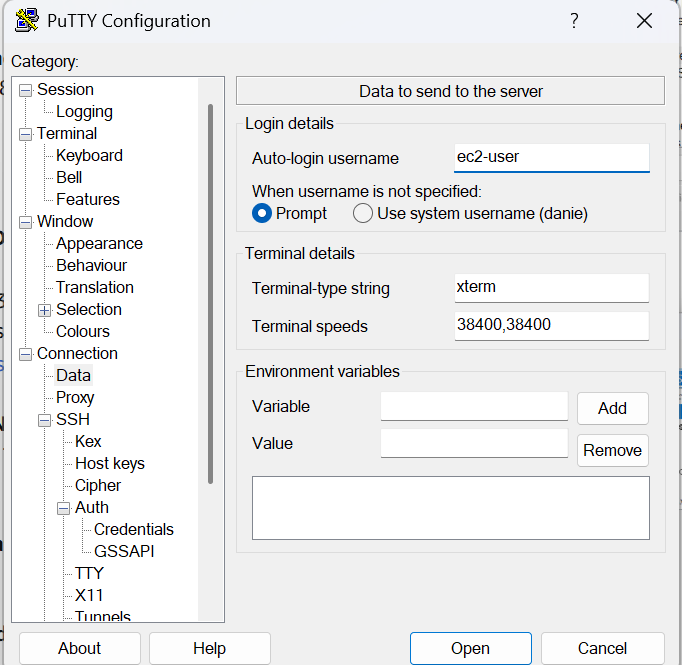 PuTTY Configuration ?
Category:
Session
Logging
Terminal
Keyboard
Bell
Features
Window
Appearance
Behaviour
Translation
Selection
Colours
Connection
Data
Proxy
SSH
Kex
Host keys
Cipher
Auth
Credentials
GSSAPI
TTY
X11
Tunnels
Data to send to the server
Login details
Auto-login username ec2-user
When username is not specified:
Prompt Use system username (danie)
Terminal details
Terminal-type string xterm
Terminal speeds 38400,38400
Environment variables
Variable Add
Value Remove
About Help Open Cancel